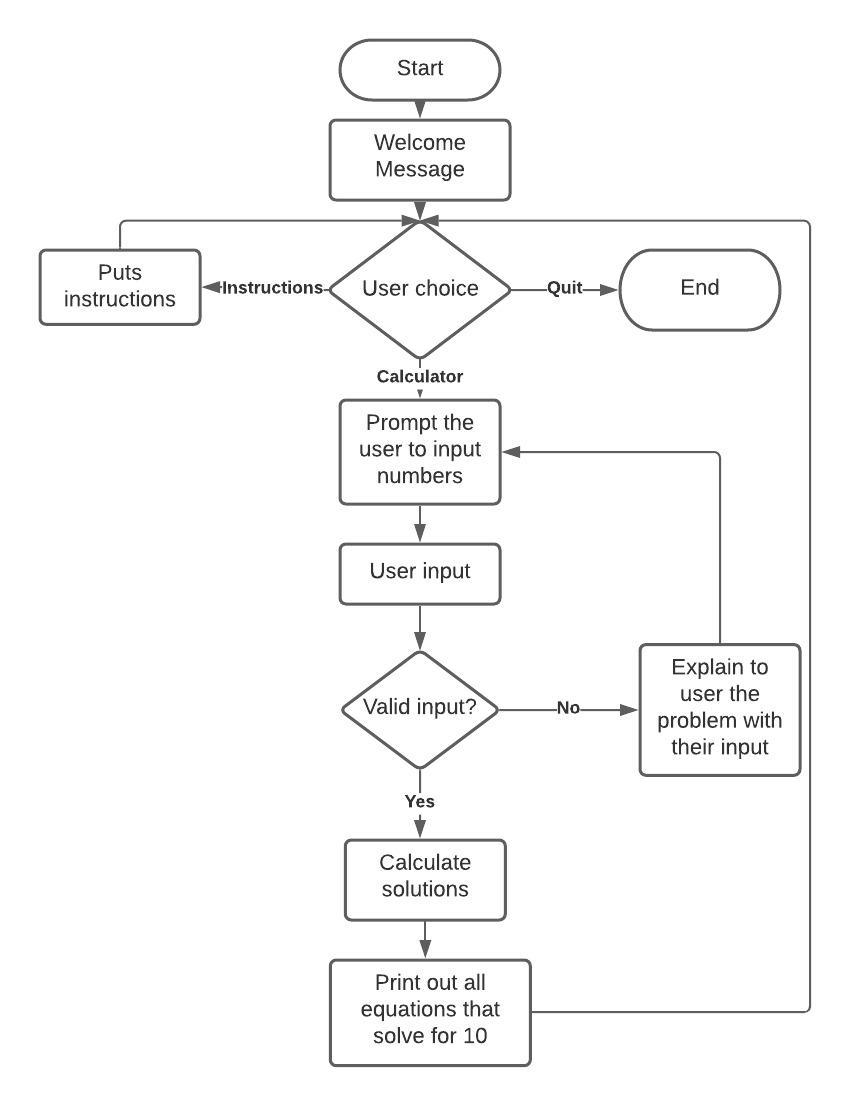 Start
Welcome
Message
Puts
instructions
Instructions
User choice
Quit
End
Calculator
Prompt the
user to input
numbers
User input
Valid input?
No
Explain to
user the
problem with
their input
Yes
Calculate
solutions
Print out all
equations that
solve for 10